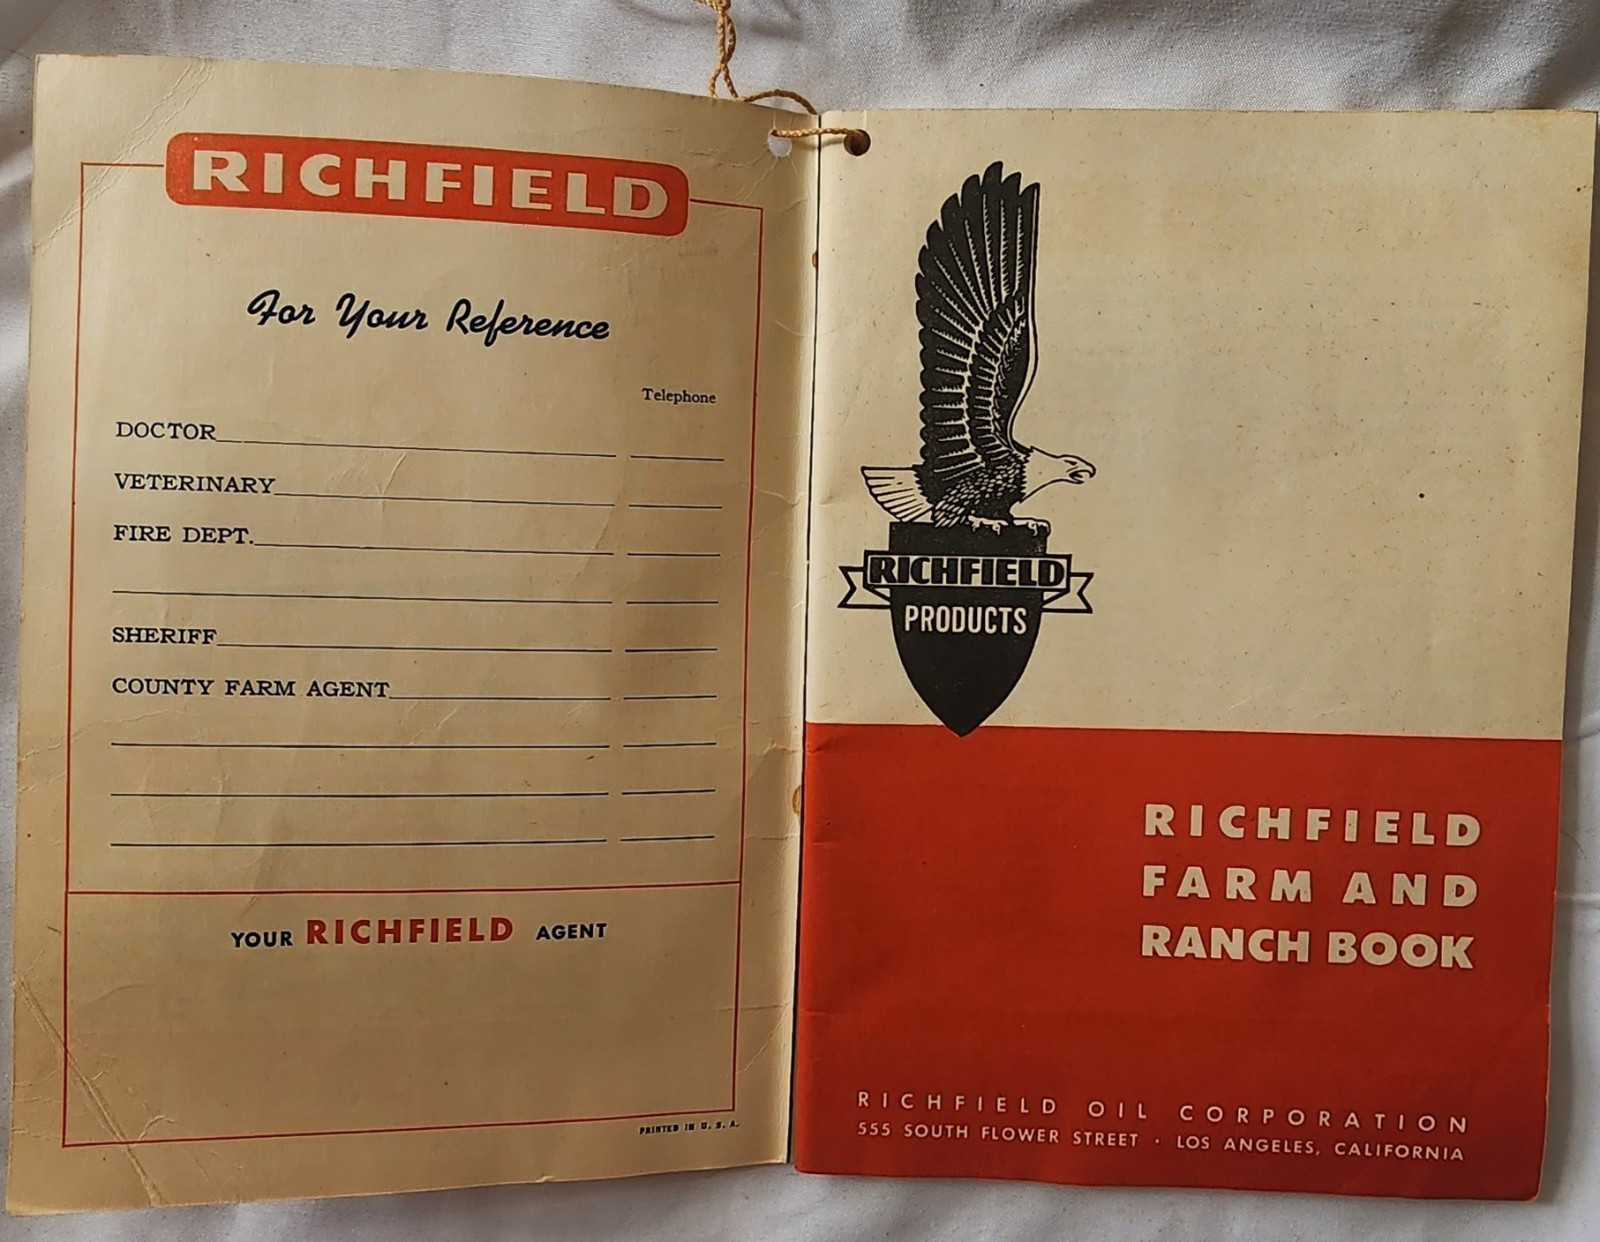 RICHFIELD
For Your Reference
Telephone
DOCTOR
VETERINARY
FIRE DEPT.
SHERIFF
COUNTY FARM AGENT
YOUR RICHFIELD AGENT
PRINTED IN U. S. A.
RICHFIELD
PRODUCTS
RICHFIELD
FARM AND
RANCH BOOK
RICHFIELD OIL CORPORATION
555 SOUTH FLOWER STREET · LOS ANGELES, CALIFORNIA